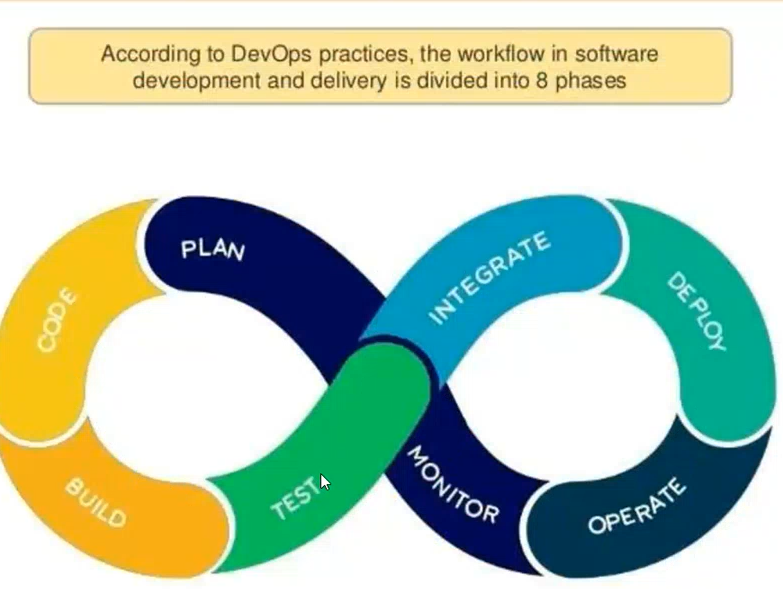 According to DevOps practices, the workflow in software
development and delivery is divided into 8 phases
PLAN
CODE
BUILD
TEST
INTEGRATE
DEPLOY
OPERATE
MONITOR